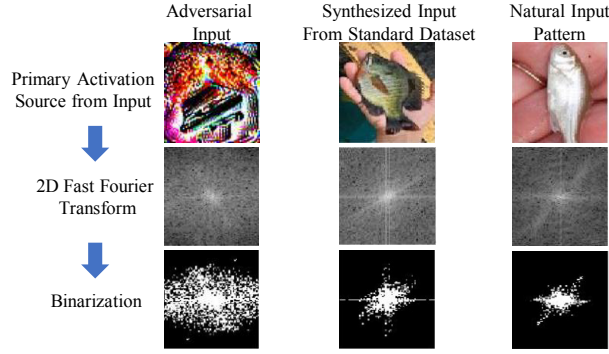 Adversarial
Input
Synthesized Input
From Standard Dataset
Natural Input
Pattern
Primary Activation
Source from Input
2D Fast Fourier
Transform
Binarization